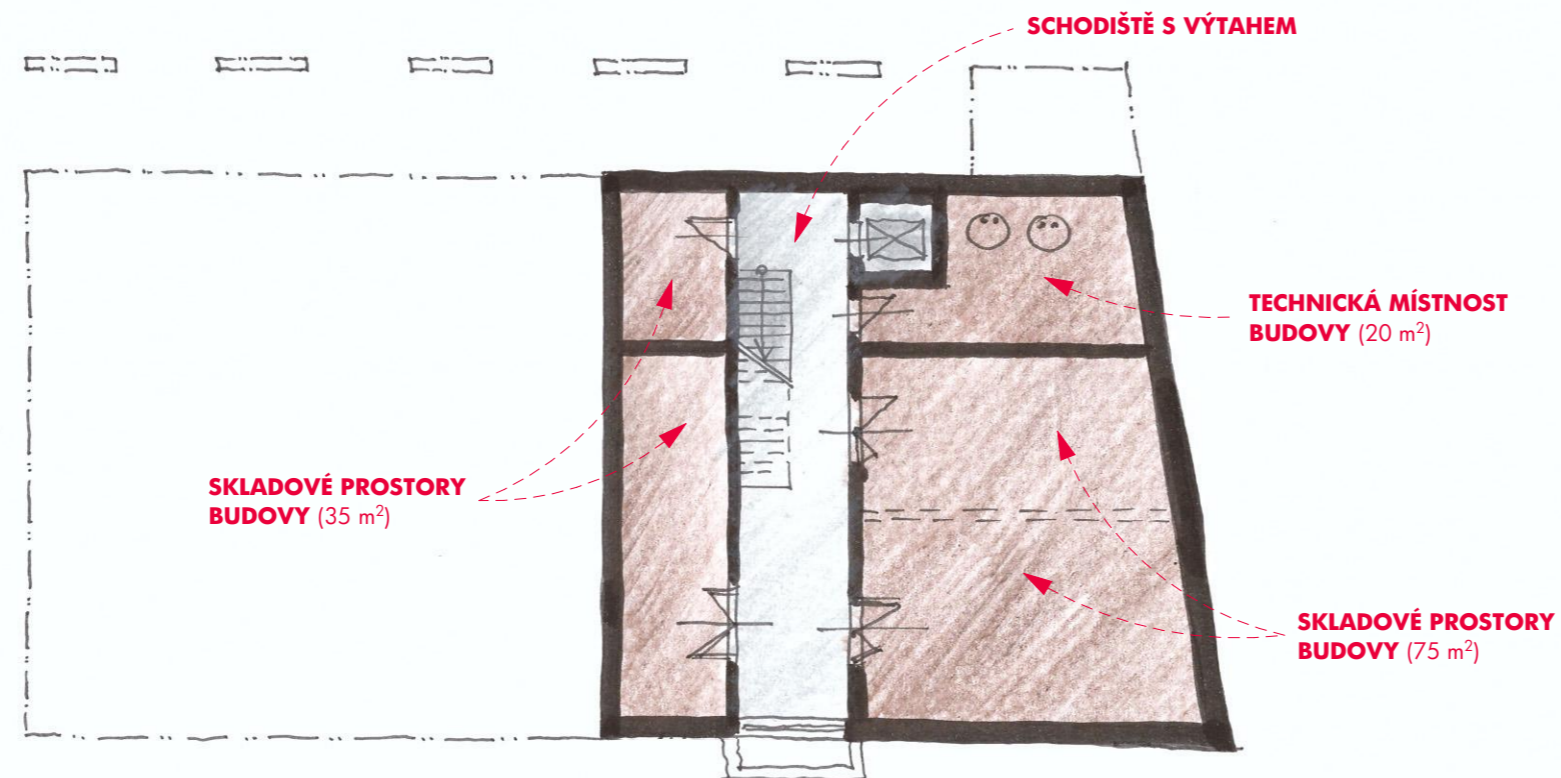 SCHODIŠTĚ S VÝTAHEM
TECHNICKÁ MÍSTNOST
BUDOVY (20 m²)
SKLADOVÉ PROSTORY
BUDOVY (35 m²)
SKLADOVÉ PROSTORY
BUDOVY (75 m²)